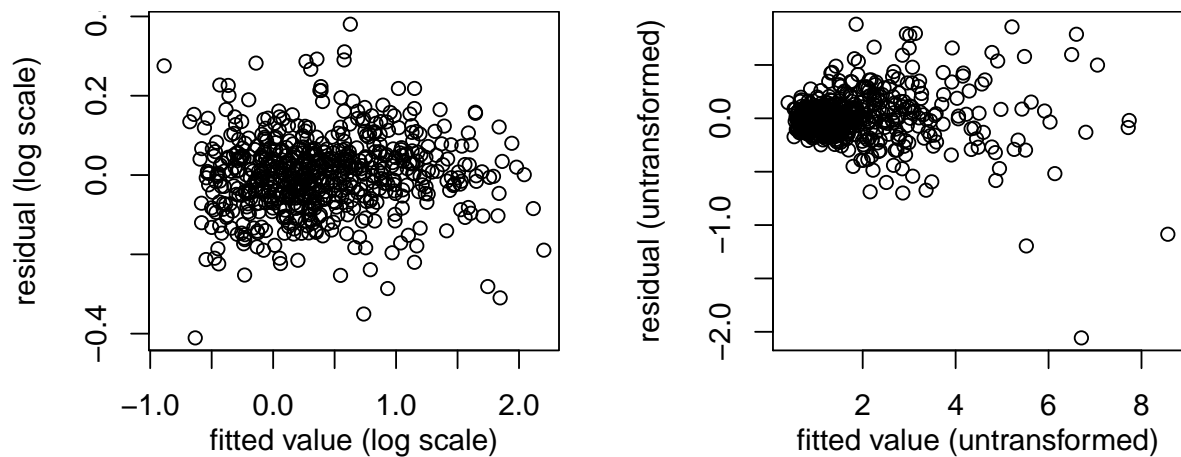 residual (log scale)
0.
0.2
0.0
−0.4
−1.0 0.0 1.0 2.0
fitted value (log scale)
residual (untransformed)
0.0
−1.0
−2.0
2 4 6 8
fitted value (untransformed)